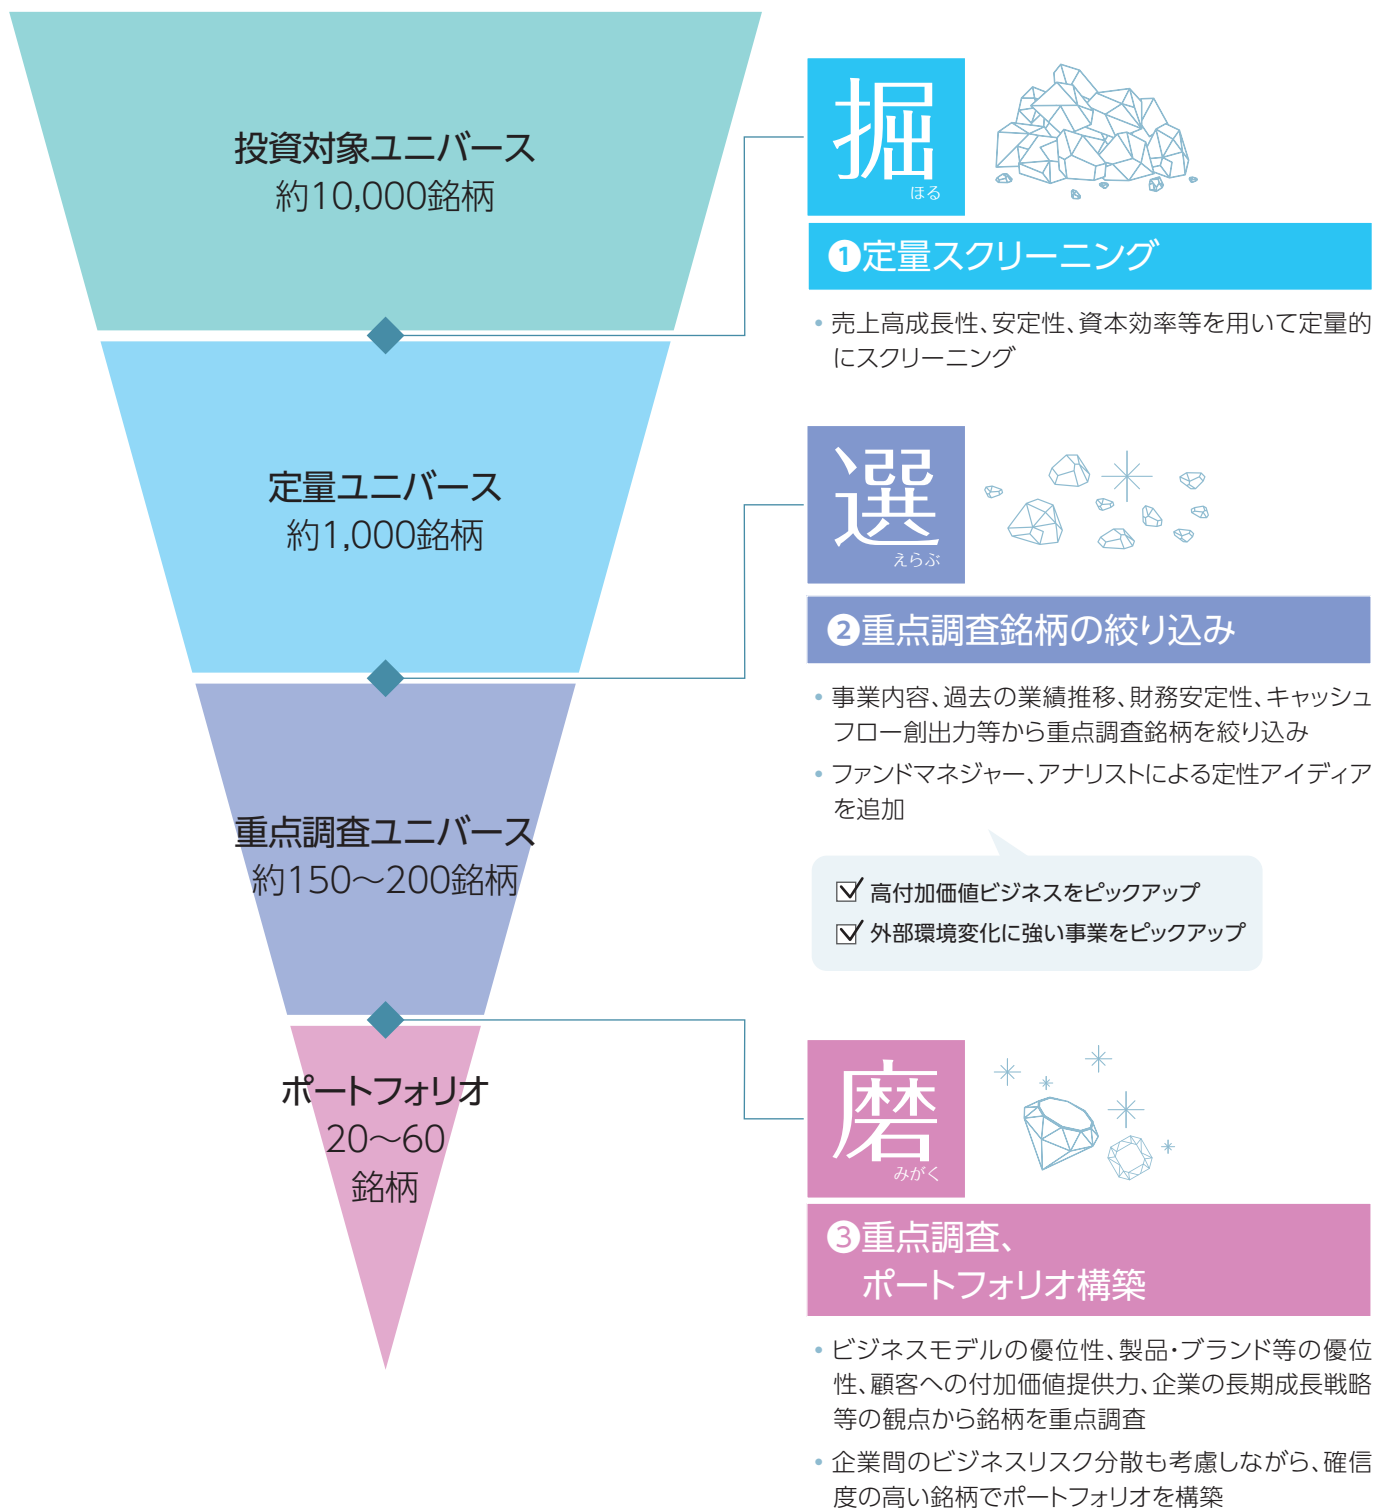 投資対象ユニバース
約10,000銘柄
定量ユニバース
約1,000銘柄
重点調査ユニバース
約150〜200銘柄
ポートフォリオ
20〜60
銘柄
掘
ほる
❶定量スクリーニング
• 売上高成長性、安定性、資本効率等を用いて定量的
にスクリーニング
選
えらぶ
❷重点調査銘柄の絞り込み
• 事業内容、過去の業績推移、財務安定性、キャッシュ
フロー創出力等から重点調査銘柄を絞り込み
• ファンドマネジャー、アナリストによる定性アイディア
を追加
☑ 高付加価値ビジネスをピックアップ
☑ 外部環境変化に強い事業をピックアップ
磨
みがく
❸重点調査、
ポートフォリオ構築
• ビジネスモデルの優位性、製品・ブランド等の優位
性、顧客への付加価値提供力、企業の長期成長戦略
等の観点から銘柄を重点調査
• 企業間のビジネスリスク分散も考慮しながら、確信
度の高い銘柄でポートフォリオを構築